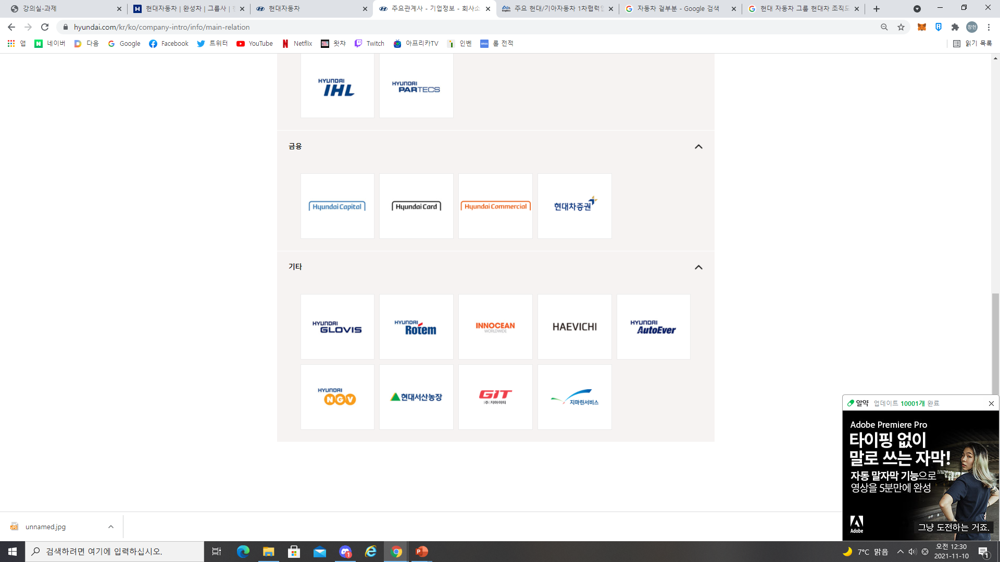 강의실-과제
현대자동차 | 완성차 | 그룹사 |
현대자동차
주요관계사 - 기업정보 - 회사소
주요 현대/기아자동차 1차협력업
자동차 겉부분 - Google 검색
현대 자동차 그룹 현대차 조직도
hyundai.com/kr/ko/company-intro/info/main-relation
창헌
앱
네이버
다음
Google
Facebook
트위터
YouTube
Netflix
왓챠
Twitch
아프리카TV
인벤
롤 전적
읽기 목록
HYUNDAI
IHL
HYUNDAI
PARTECS
금융
Hyundai Capital
Hyundai Card
Hyundai Commercial
현대차증권
기타
HYUNDAI
GLOVIS
HYUNDAI
Rotem
INNOCEAN
WORLDWIDE
HAEVICHI
HYUNDAI
AutoEver
HYUNDAI
NGV
현대서산농장
GIT
(주)지아이티
지마린서비스
알약 업데이트 10001개 완료
Adobe Premiere Pro
타이핑 없이
말로 쓰는 자막!
자동 말자막 기능으로
영상을 5분만에 완성
Adobe
그냥 도전하는 거죠.
unnamed.jpg
검색하려면 여기에 입력하십시오.
1
7°C 맑음
오전 12:30
2021-11-10
1